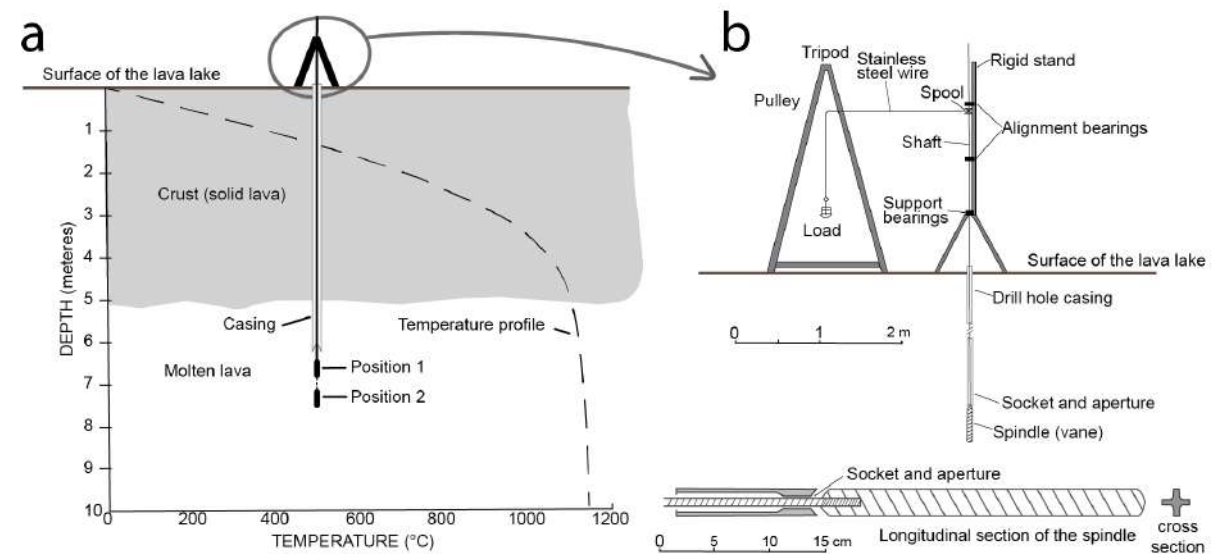 a
Surface of the lava lake
1
2
3
4
5
6
7
8
9
10
DEPTH (meteres)
Crust (solid lava)
Casing
Temperature profile
Molten lava
Position 1
Position 2
0
200
400
600
800
1000
1200
TEMPERATURE (°C)
b
Tripod
Stainless
steel wire
Rigid stand
Pulley
Spool
Alignment bearings
Shaft
Support
bearings
Load
Surface of the lava lake
Drill hole casing
0
1
2 m
Socket and aperture
Spindle (vane)
Socket and aperture
Longitudinal section of the spindle
cross
section
0
5
10
15 cm